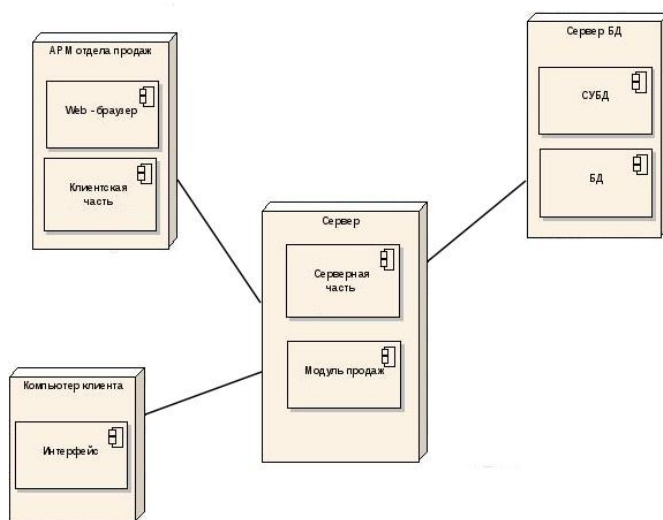 АРМ отдела продаж
Web - браузер
Клиентская
часть
Сервер БД
СУБД
БД
Сервер
Серверная
часть
Модуль продаж
Компьютер клиента
Интерфейс